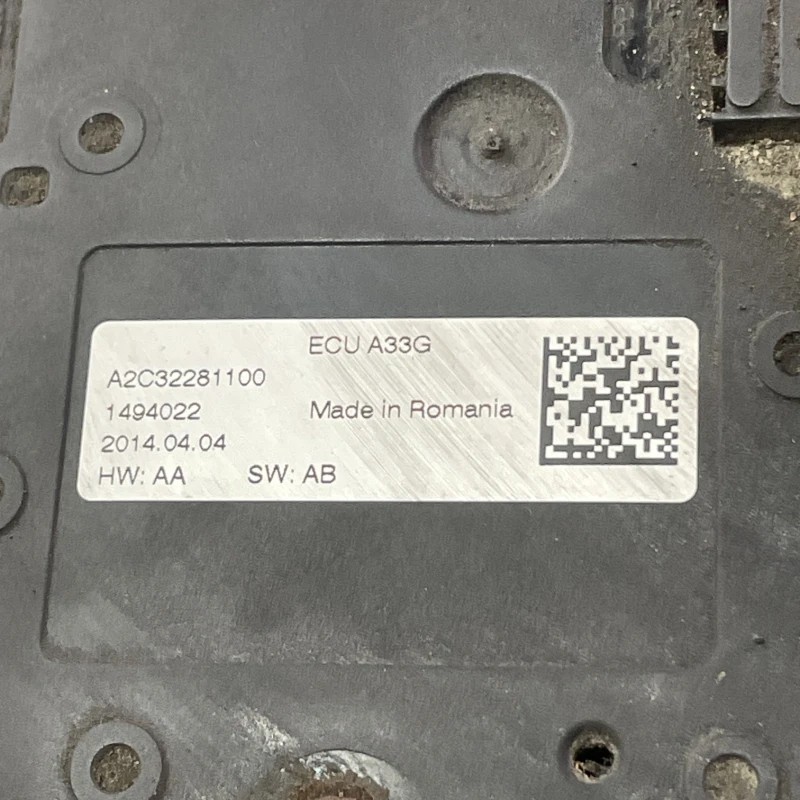 ECU A33G
A2C32281100
1494022 Made in Romania
2014.04.04
HW: AA SW: AB